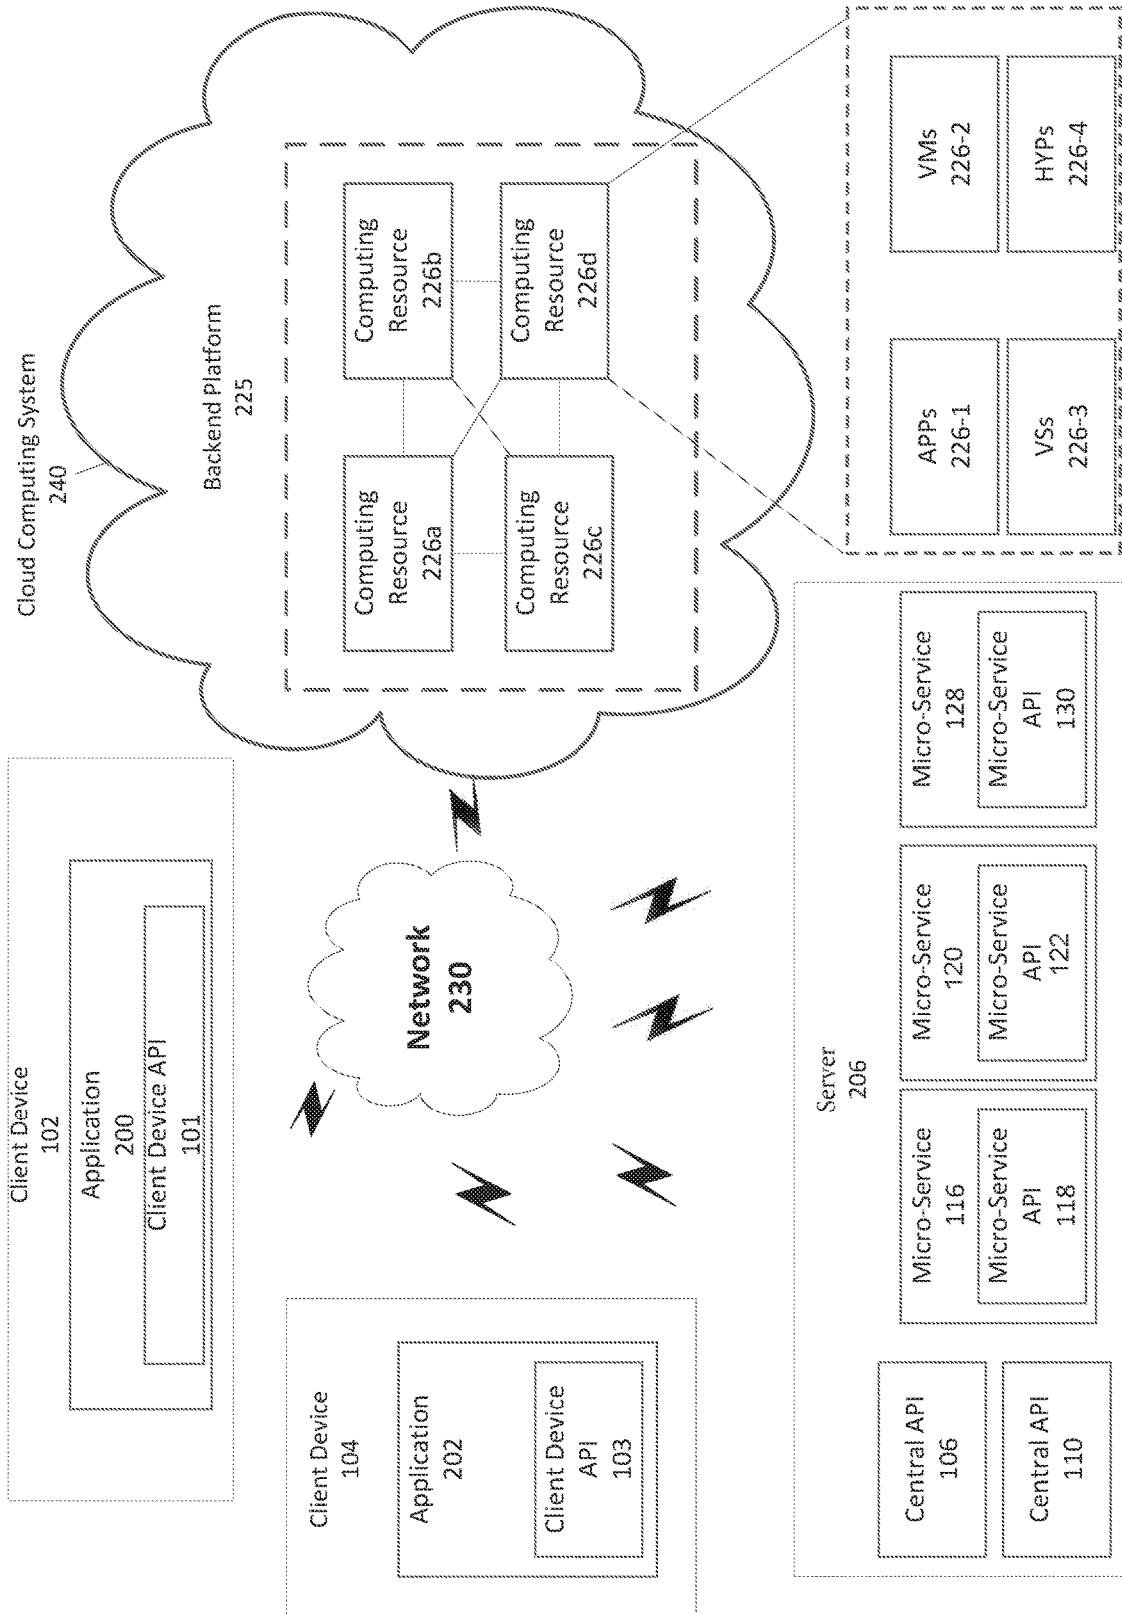 Client Device
102
Application
200
Client Device API
101
Cloud Computing System
240
Backend Platform
225
Computing
Resource
226a
Computing
Resource
226b
Computing
Resource
226c
Computing
Resource
226d
Client Device
104
Application
202
Client Device
API
103
Network
230
Server
206
Central API
106
Central API
110
Micro-Service
116
Micro-Service
API
118
Micro-Service
120
Micro-Service
API
122
Micro-Service
128
Micro-Service
API
130
APPs
226-1
VMs
226-2
VSs
226-3
HYPs
226-4